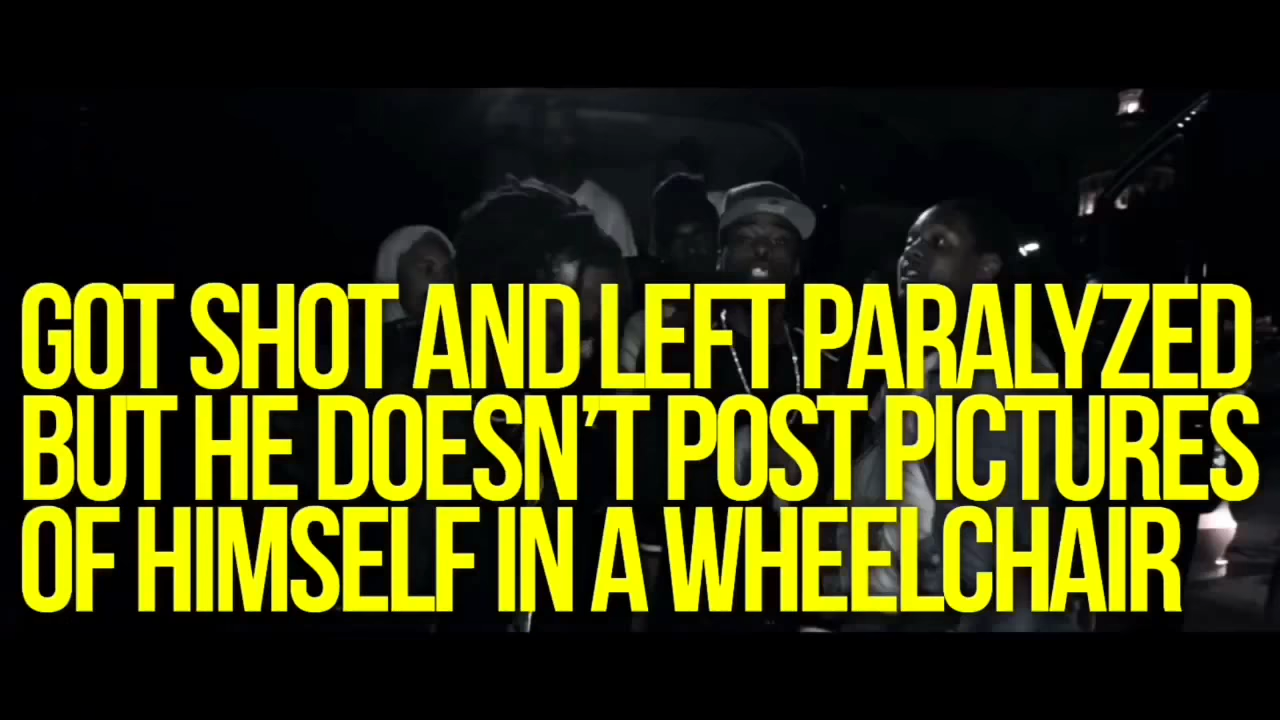 GOT SHOT AND LEFT PARALYZED
BUT HE DOESN'T POST PICTURES
OF HIMSELF IN A WHEELCHAIR